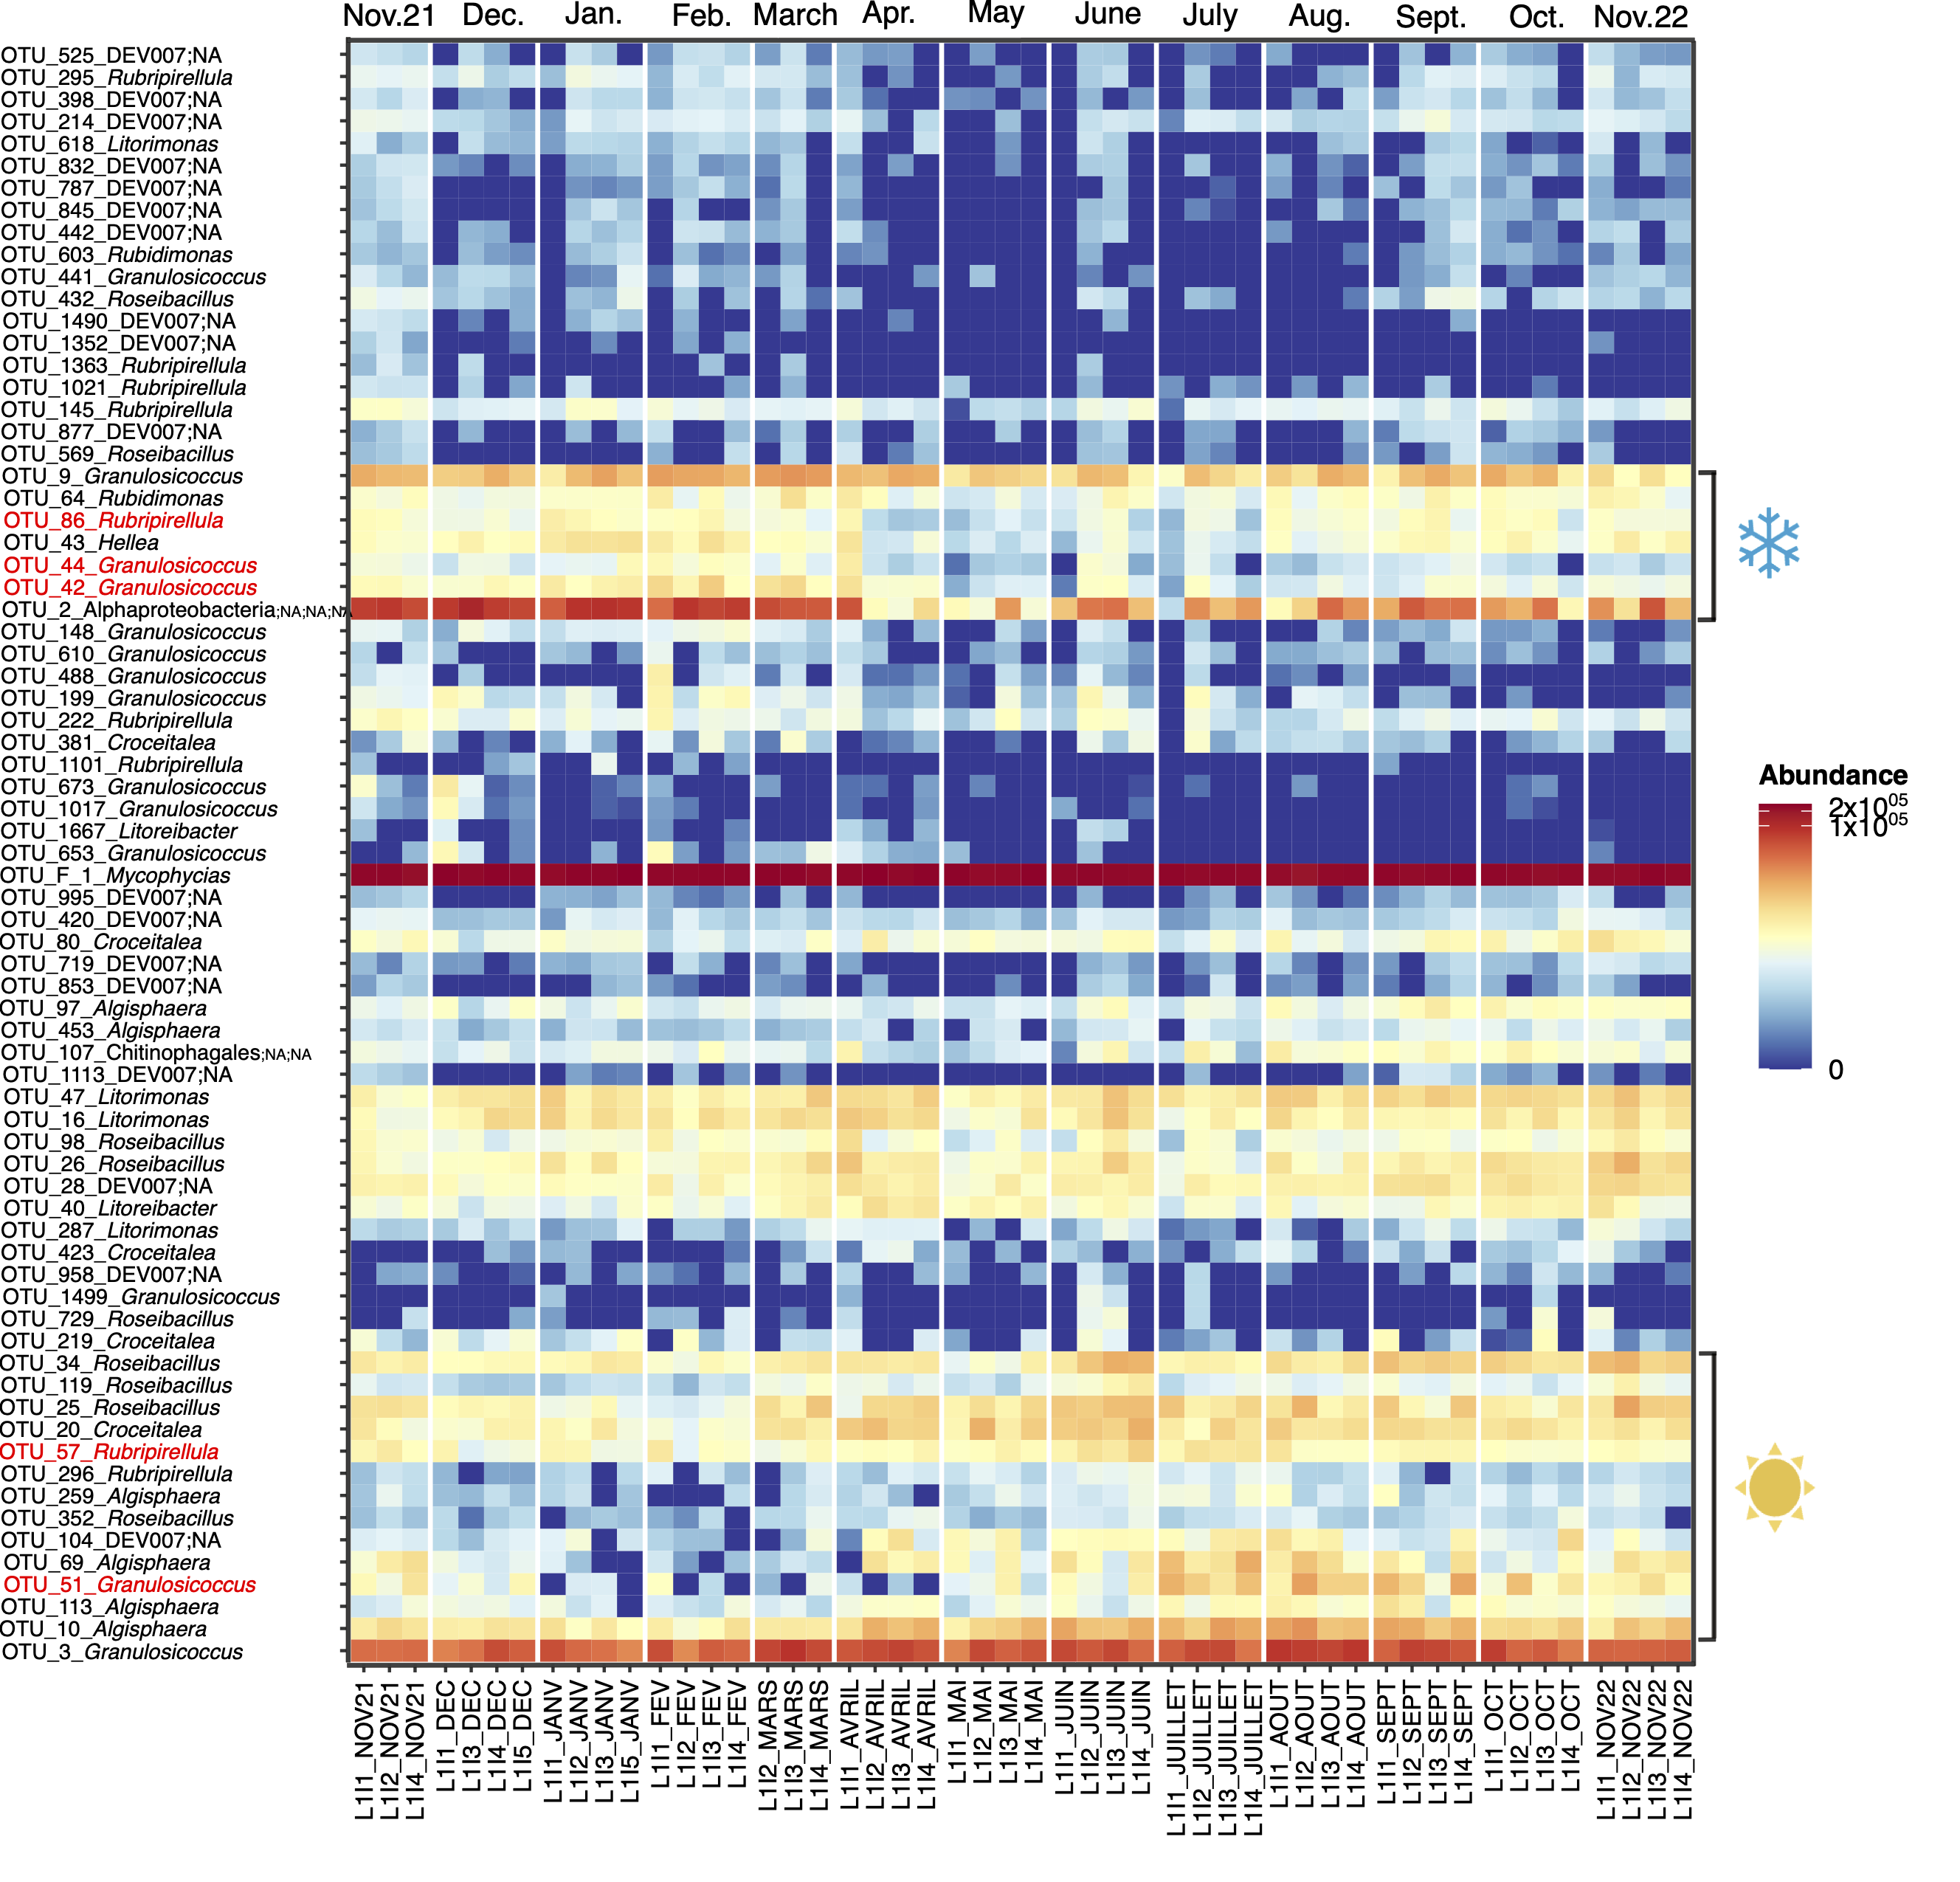 Nov.21 Dec. Jan. Feb. March Apr. May June July Aug. Sept. Oct. Nov.22
OTU_525_DEV007;NA
OTU_295_Rubripirellula
OTU_398_DEV007;NA
OTU_214_DEV007;NA
OTU_618_Litorimonas
OTU_832_DEV007;NA
OTU_787_DEV007;NA
OTU_845_DEV007;NA
OTU_442_DEV007;NA
OTU_603_Rubidimonas
OTU_441_Granulosicoccus
OTU_432_Roseibacillus
OTU_1490_DEV007;NA
OTU_1352_DEV007;NA
OTU_1363_Rubripirellula
OTU_1021_Rubripirellula
OTU_145_Rubripirellula
OTU_877_DEV007;NA
OTU_569_Roseibacillus
OTU_9_Granulosicoccus
OTU_64_Rubidimonas
OTU_86_Rubripirellula
OTU_43_Hellea
OTU_44_Granulosicoccus
OTU_42_Granulosicoccus
OTU_2_Alphaproteobacteria;NA;NA;NA
OTU_148_Granulosicoccus
OTU_610_Granulosicoccus
OTU_488_Granulosicoccus
OTU_199_Granulosicoccus
OTU_222_Rubripirellula
OTU_381_Croceitalea
OTU_1101_Rubripirellula
OTU_673_Granulosicoccus
OTU_1017_Granulosicoccus
OTU_1667_Litoreibacter
OTU_653_Granulosicoccus
OTU_F_1_Mycophycias
OTU_995_DEV007;NA
OTU_420_DEV007;NA
OTU_80_Croceitalea
OTU_719_DEV007;NA
OTU_853_DEV007;NA
OTU_97_Algisphaera
OTU_453_Algisphaera
OTU_107_Chitinophagales;NA;NA
OTU_1113_DEV007;NA
OTU_47_Litorimonas
OTU_16_Litorimonas
OTU_98_Roseibacillus
OTU_26_Roseibacillus
OTU_28_DEV007;NA
OTU_40_Litoreibacter
OTU_287_Litorimonas
OTU_423_Croceitalea
OTU_958_DEV007;NA
OTU_1499_Granulosicoccus
OTU_729_Roseibacillus
OTU_219_Croceitalea
OTU_34_Roseibacillus
OTU_119_Roseibacillus
OTU_25_Roseibacillus
OTU_20_Croceitalea
OTU_57_Rubripirellula
OTU_296_Rubripirellula
OTU_259_Algisphaera
OTU_352_Roseibacillus
OTU_104_DEV007;NA
OTU_69_Algisphaera
OTU_51_Granulosicoccus
OTU_113_Algisphaera
OTU_10_Algisphaera
OTU_3_Granulosicoccus
Abundance
2x10^05
1x10^05
0
L1I1_NOV21
L1I2_NOV21
L1I4_NOV21
L1I1_DEC
L1I3_DEC
L1I4_DEC
L1I5_DEC
L1I1_JANV
L1I2_JANV
L1I3_JANV
L1I5_JANV
L1I1_FEV
L1I2_FEV
L1I3_FEV
L1I4_FEV
L1I2_MARS
L1I3_MARS
L1I4_MARS
L1I1_AVRIL
L1I2_AVRIL
L1I3_AVRIL
L1I4_AVRIL
L1I1_MAI
L1I2_MAI
L1I3_MAI
L1I4_MAI
L1I1_JUIN
L1I2_JUIN
L1I3_JUIN
L1I4_JUIN
L1I1_JUILLET
L1I2_JUILLET
L1I3_JUILLET
L1I4_JUILLET
L1I1_AOUT
L1I2_AOUT
L1I3_AOUT
L1I4_AOUT
L1I1_SEPT
L1I2_SEPT
L1I3_SEPT
L1I4_SEPT
L1I1_OCT
L1I2_OCT
L1I3_OCT
L1I4_OCT
L1I1_NOV22
L1I2_NOV22
L1I3_NOV22
L1I4_NOV22